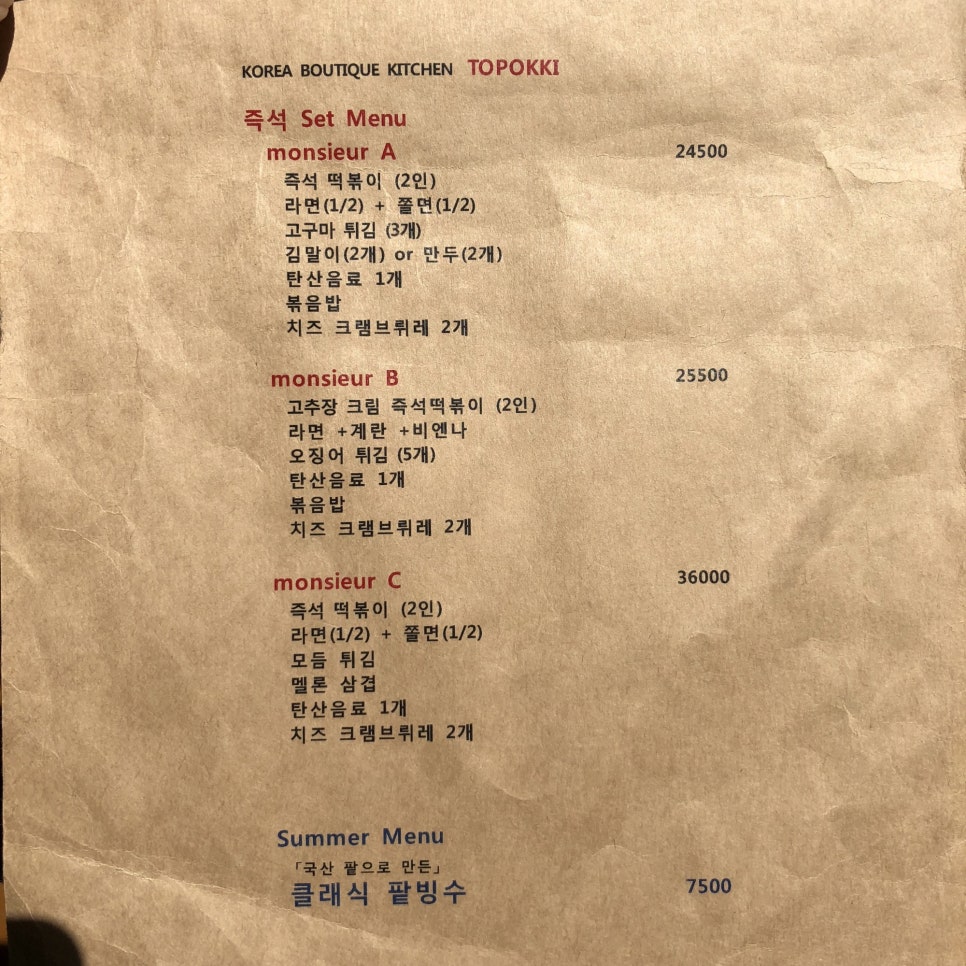 KOREA BOUTIQUE KITCHEN TOPOKKI
즉석 Set Menu
monsieur A 24500
즉석 떡볶이 (2인)
라면(1/2) + 쫄면(1/2)
고구마 튀김 (3개)
김말이(2개) or 만두(2개)
탄산음료 1개
볶음밥
치즈 크램브뤼레 2개
monsieur B 25500
고추장 크림 즉석떡볶이 (2인)
라면 +계란 +비엔나
오징어 튀김 (5개)
탄산음료 1개
볶음밥
치즈 크램브뤼레 2개
monsieur C 36000
즉석 떡볶이 (2인)
라면(1/2) + 쫄면(1/2)
모듬 튀김
멜론 삼겹
탄산음료 1개
치즈 크램브뤼레 2개
Summer Menu
「국산 팥으로 만든」
클래식 팥빙수 7500